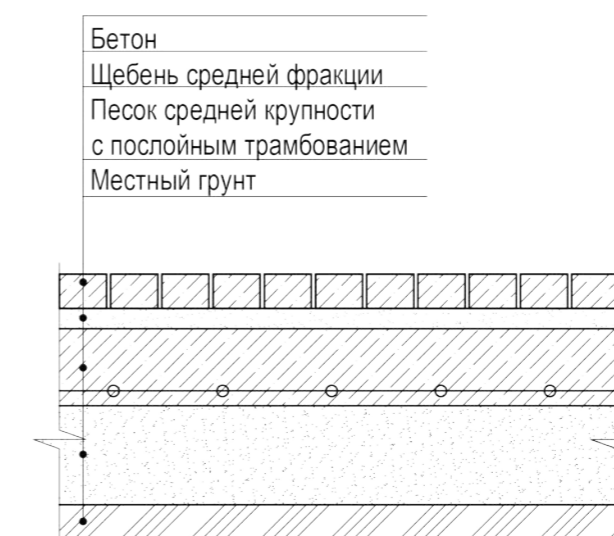 Бетон
Щебень средней фракции
Песок средней крупности
с послойным трамбованием
Местный грунт